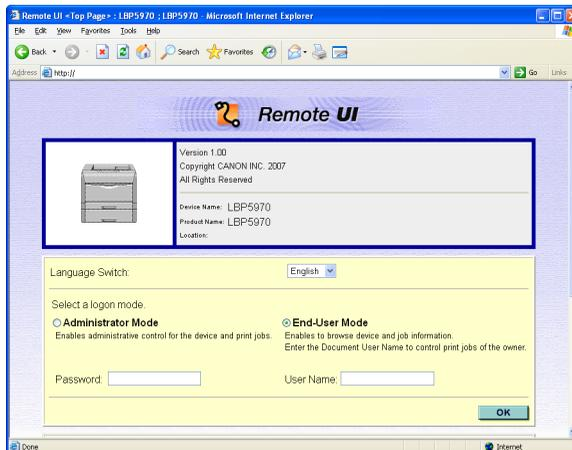 Remote UI <Top Page> : LBP5970 ; LBP5970 - Microsoft Internet Explorer
File Edit View Favorites Tools Help
Back Search Favorites
Address http:// Go Links
Remote UI
Version 1.00
Copyright CANON INC. 2007
All Rights Reserved
Device Name: LBP5970
Product Name: LBP5970
Location:
Language Switch: English
Select a logon mode.
Administrator Mode End-User Mode
Enables administrative control for the device and print jobs. Enables to browse device and job information.
Enter the Document User Name to control print jobs of the owner.
Password: User Name:
OK
Done Internet